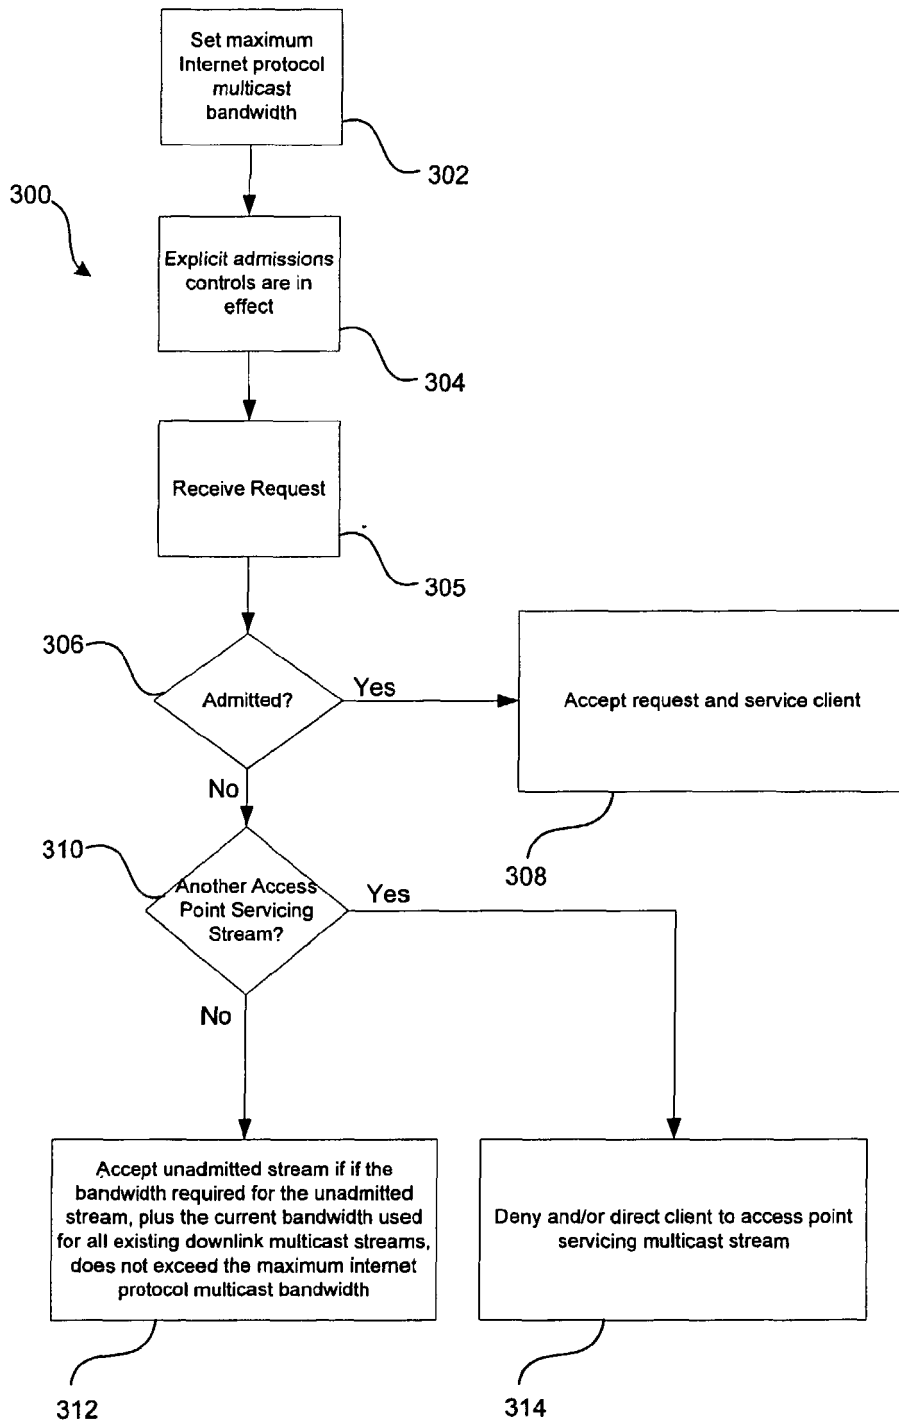 Set maximum
Internet protocol
multicast
bandwidth
302
300
Explicit admissions
controls are in
effect
304
Receive Request
305
306
Admitted?
Yes
Accept request and service client
No
308
310
Another Access
Point Servicing
Stream?
Yes
No
Accept unadmitted stream if if the
bandwidth required for the unadmitted
stream, plus the current bandwidth used
for all existing downlink multicast streams,
does not exceed the maximum internet
protocol multicast bandwidth
Deny and/or direct client to access point
servicing multicast stream
312
314